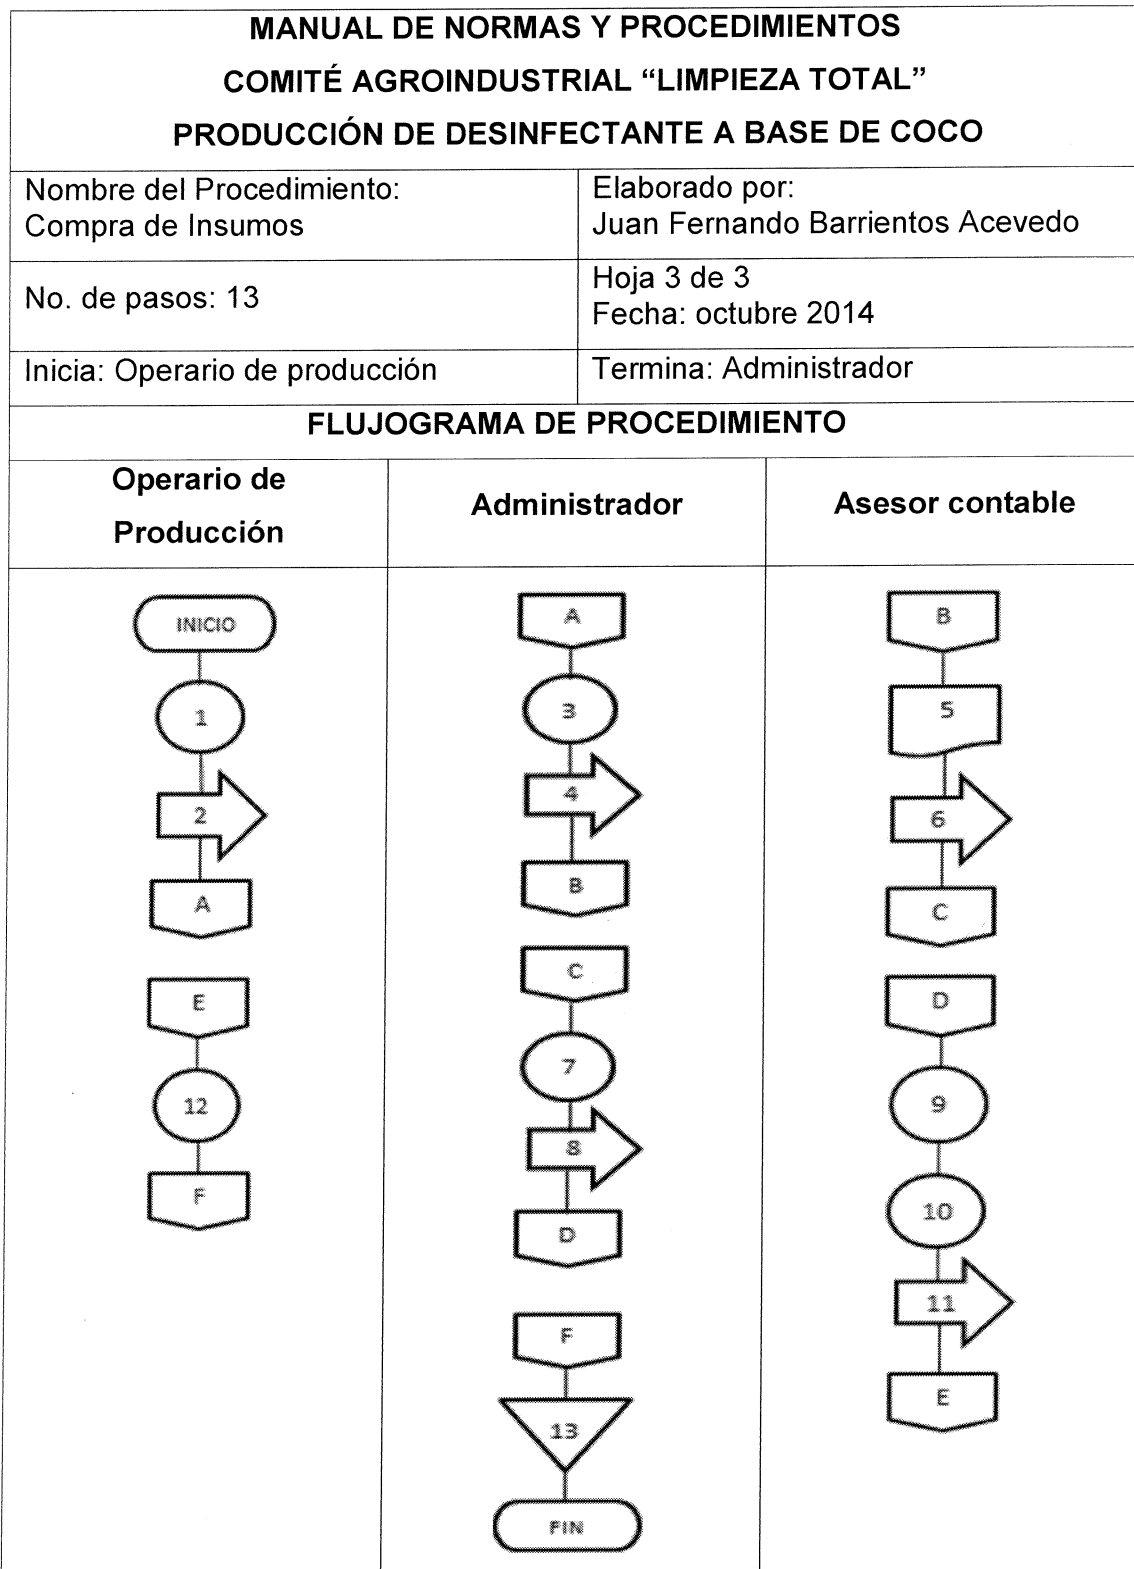 MANUAL DE NORMAS Y PROCEDIMIENTOS
COMITÉ AGROINDUSTRIAL “LIMPIEZA TOTAL”
PRODUCCIÓN DE DESINFECTANTE A BASE DE COCO
Nombre del Procedimiento:
Compra de Insumos
Elaborado por:
Juan Fernando Barrientos Acevedo
No. de pasos: 13
Hoja 3 de 3
Fecha: octubre 2014
Inicia: Operario de producción
Termina: Administrador
FLUJOGRAMA DE PROCEDIMIENTO
Operario de
Producción
Administrador
Asesor contable
INICIO
1
2
A
E
12
F
A
3
4
B
C
7
8
D
F
13
FIN
B
5
6
C
D
9
10
11
E